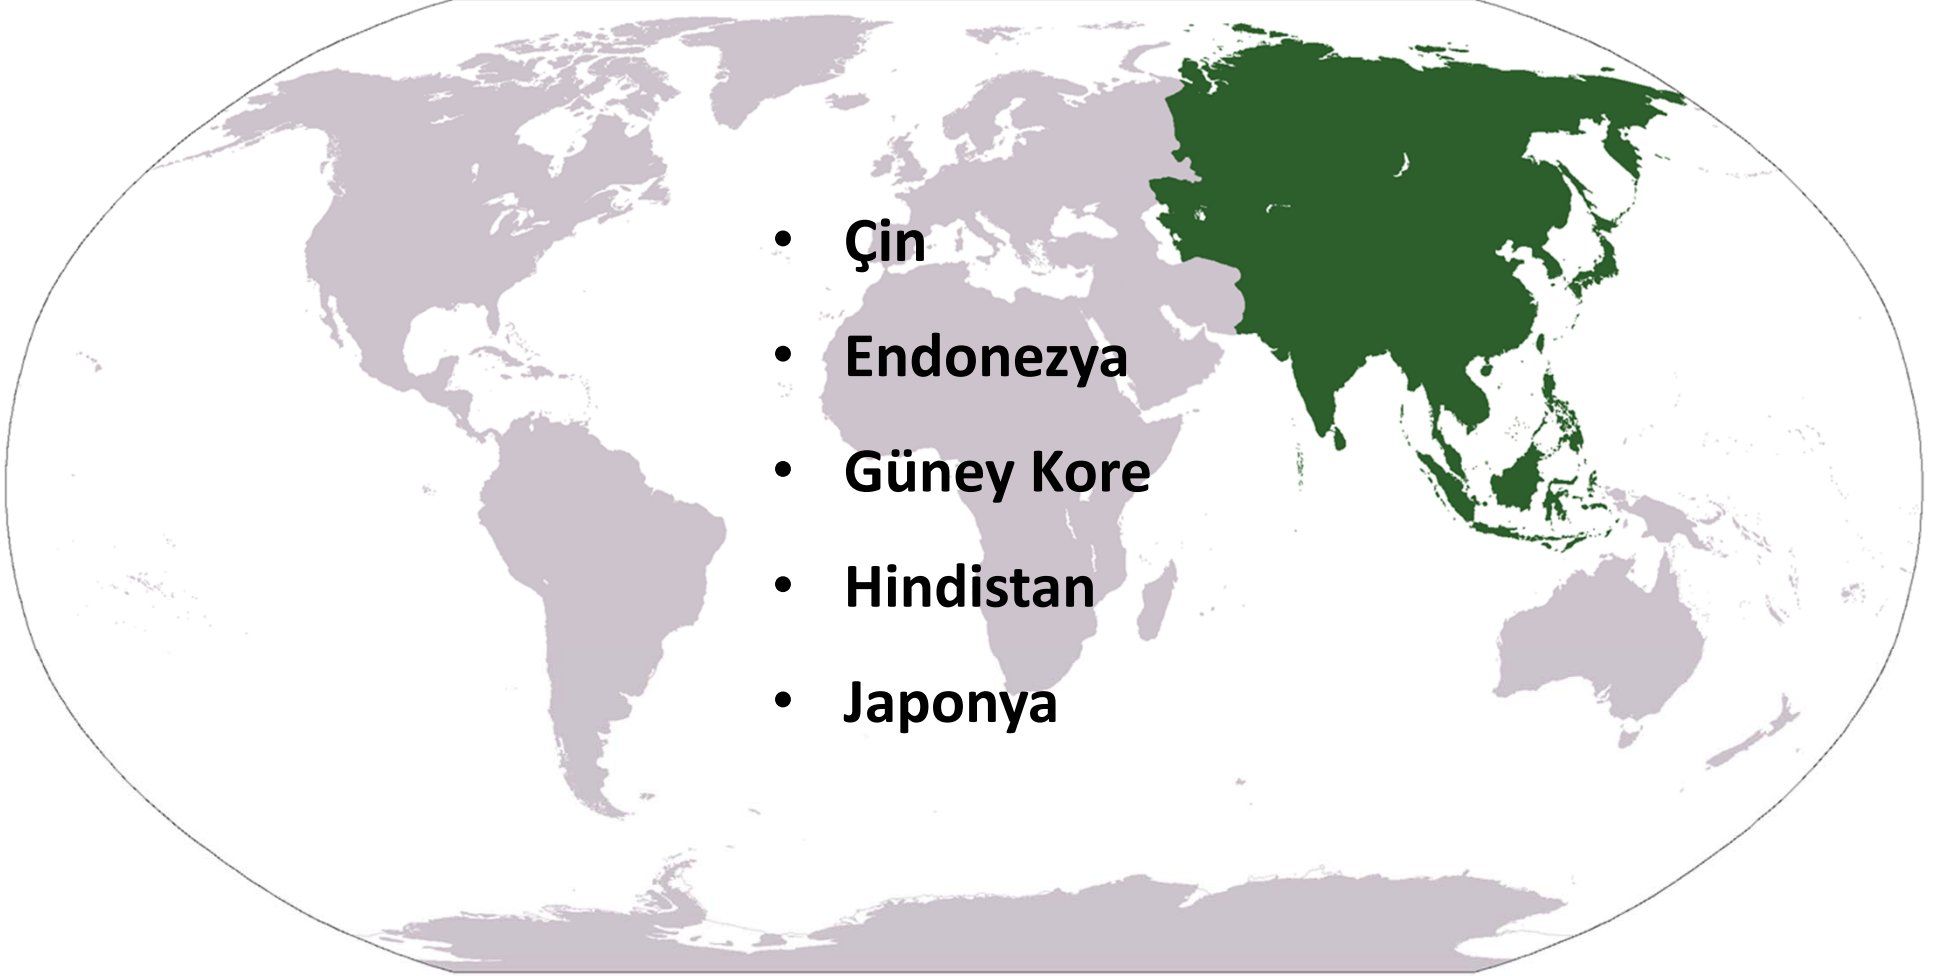 • Çin
• Endonezya
• Güney Kore
• Hindistan
• Japonya